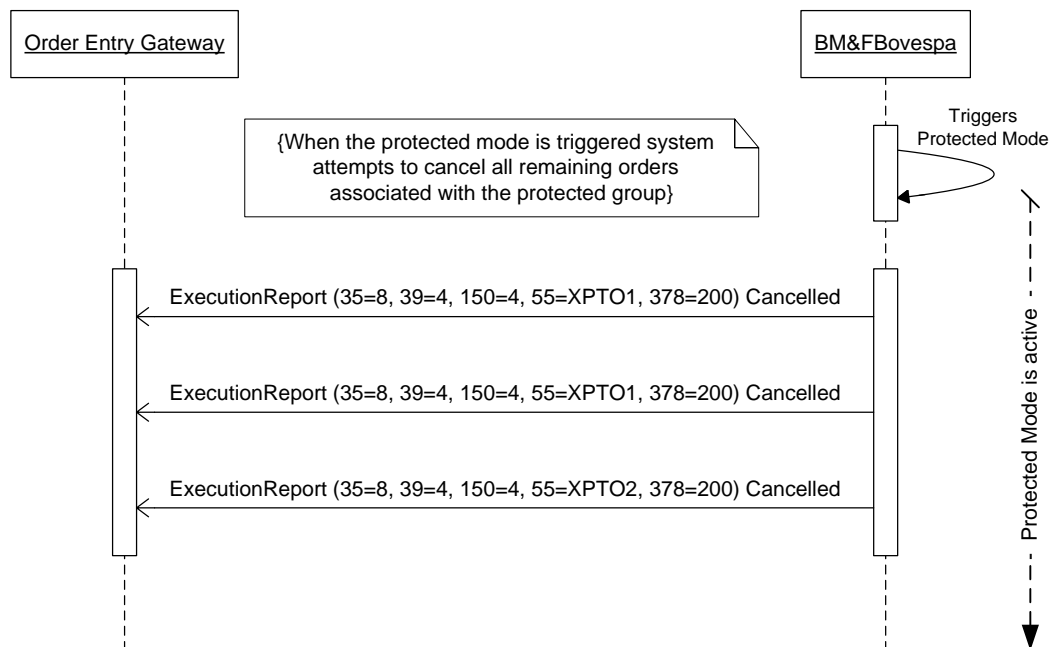 Order Entry Gateway
BM&FBovespa
Triggers
Protected Mode
{When the protected mode is triggered system
attempts to cancel all remaining orders
associated with the protected group}
ExecutionReport (35=8, 39=4, 150=4, 55=XPTO1, 378=200) Cancelled
ExecutionReport (35=8, 39=4, 150=4, 55=XPTO1, 378=200) Cancelled
ExecutionReport (35=8, 39=4, 150=4, 55=XPTO2, 378=200) Cancelled
Protected Mode is active